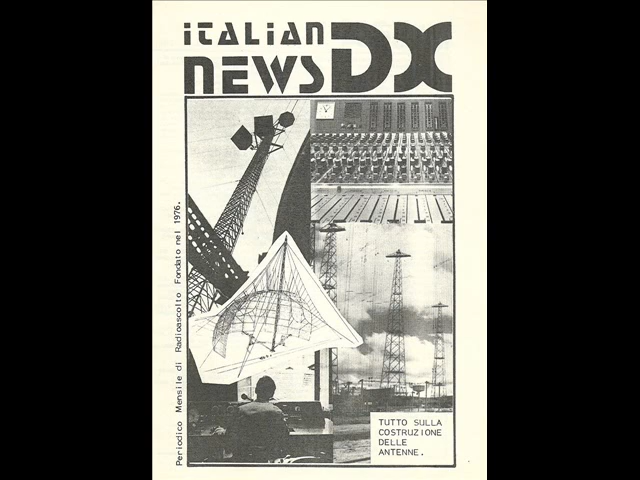 ITALIAN
NEWS DX
Periodico Mensile di Radioascolto Fondato nel 1976.
TUTTO SULLA
COSTRUZIONE
DELLE
ANTENNE.